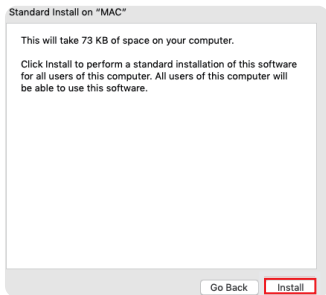 Standard Install on “MAC”
This will take 73 KB of space on your computer.
Click Install to perform a standard installation of this software
for all users of this computer. All users of this computer will
be able to use this software.
Go Back
Install